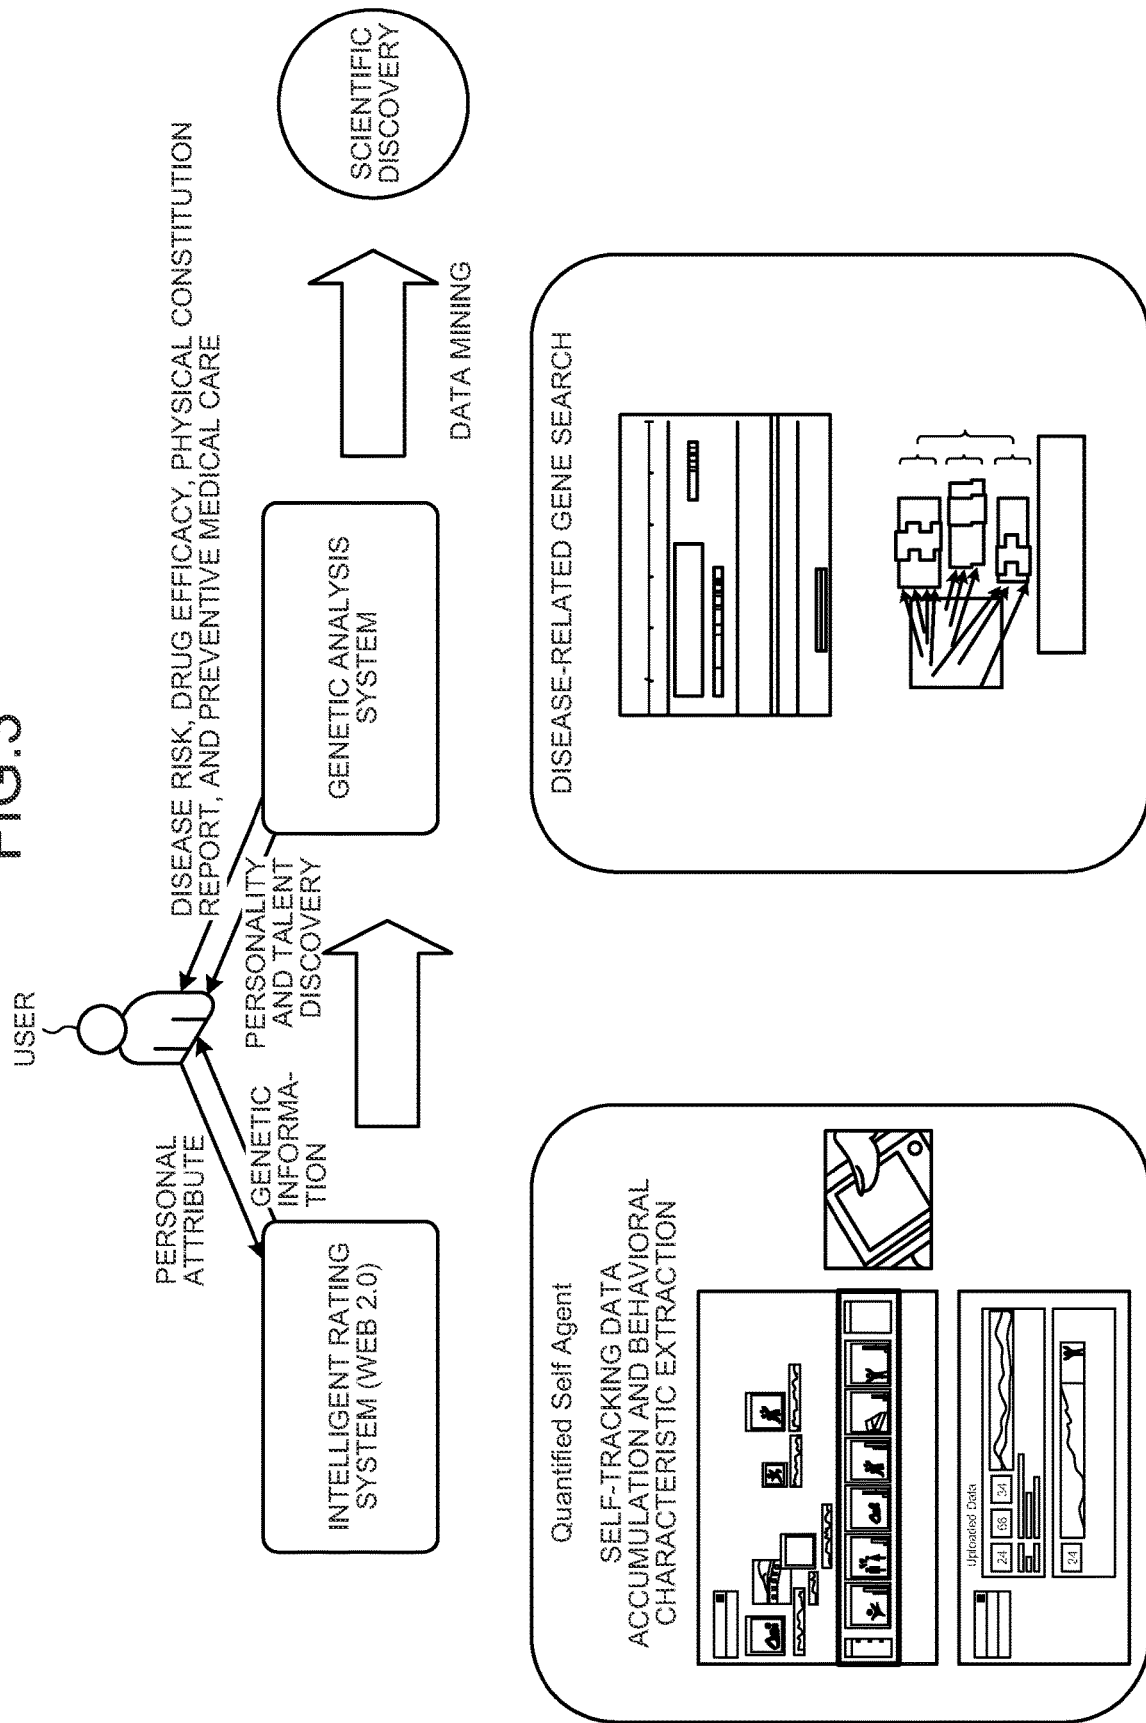 FIG.3
USER
PERSONAL
ATTRIBUTE
GENETIC
INFORMA-
TION
PERSONALITY
AND TALENT
DISCOVERY
DISEASE RISK, DRUG EFFICACY, PHYSICAL CONSTITUTION
REPORT, AND PREVENTIVE MEDICAL CARE
INTELLIGENT RATING
SYSTEM (WEB 2.0)
GENETIC ANALYSIS
SYSTEM
DATA MINING
SCIENTIFIC
DISCOVERY
Quantified Self Agent
SELF-TRACKING DATA
ACCUMULATION AND BEHAVIORAL
CHARACTERISTIC EXTRACTION
Uploaded Data
24 66 34
24
DISEASE-RELATED GENE SEARCH